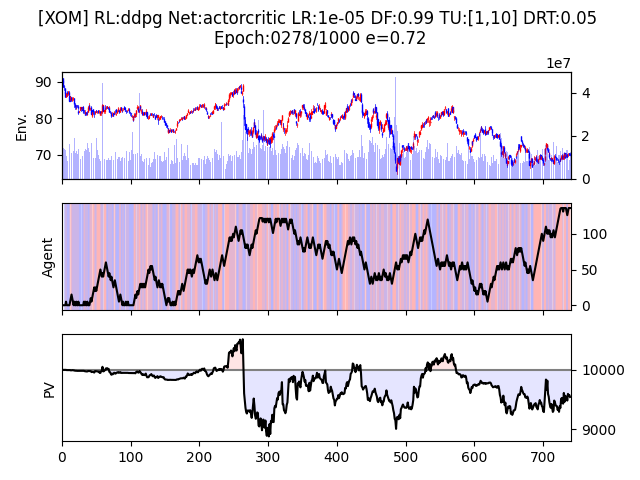 [XOM] RL:ddpg Net:actorcritic LR:1e-05 DF:0.99 TU:[1,10] DRT:0.05
Epoch:0278/1000 e=0.72
1e7
90
80
70
Env.
4
2
0
Agent
100
50
0
PV
10000
9000
0 100 200 300 400 500 600 700